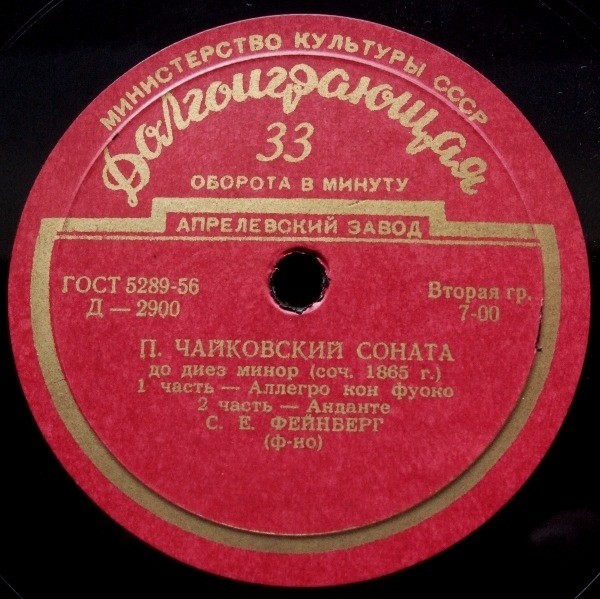 МИНИСТЕРСТВО КУЛЬТУРЫ СССР
Долгоиграющая
33
ОБОРОТА В МИНУТУ
АПРЕЛЕВСКИЙ ЗАВОД
ГОСТ 5289-56
Д — 2900
Вторая гр.
7-00
П. ЧАЙКОВСКИЙ СОНАТА
до диез минор (соч. 1865 г.)
1 часть — Аллегро кон фуоко
2 часть — Анданте
С. Е. ФЕЙНБЕРГ
(ф-но)